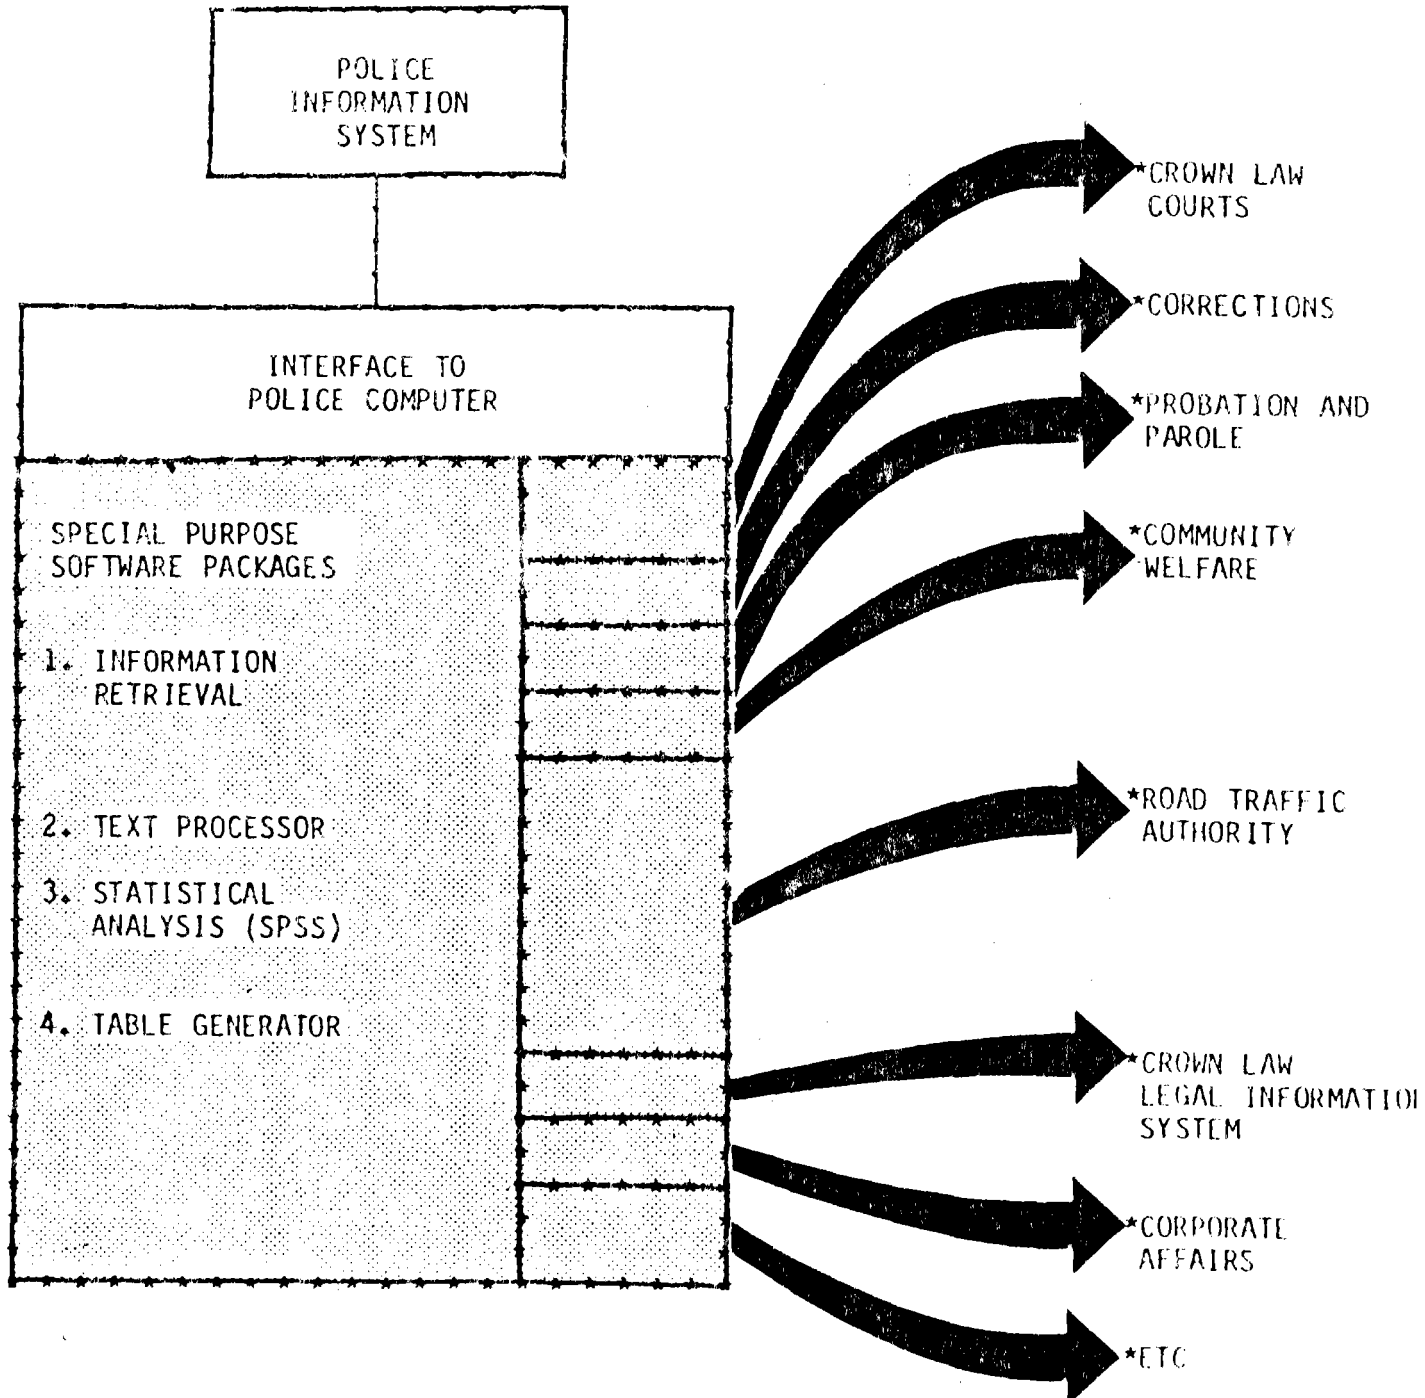 POLICE
INFORMATION
SYSTEM
INTERFACE TO
POLICE COMPUTER
SPECIAL PURPOSE
SOFTWARE PACKAGES
1. INFORMATION
RETRIEVAL
2. TEXT PROCESSOR
3. STATISTICAL
ANALYSIS (SPSS)
4. TABLE GENERATOR
*CROWN LAW
COURTS
*CORRECTIONS
*PROBATION AND
PAROLE
*COMMUNITY
WELFARE
*ROAD TRAFFIC
AUTHORITY
*CROWN LAW
LEGAL INFORMATION
SYSTEM
*CORPORATE
AFFAIRS
*ETC